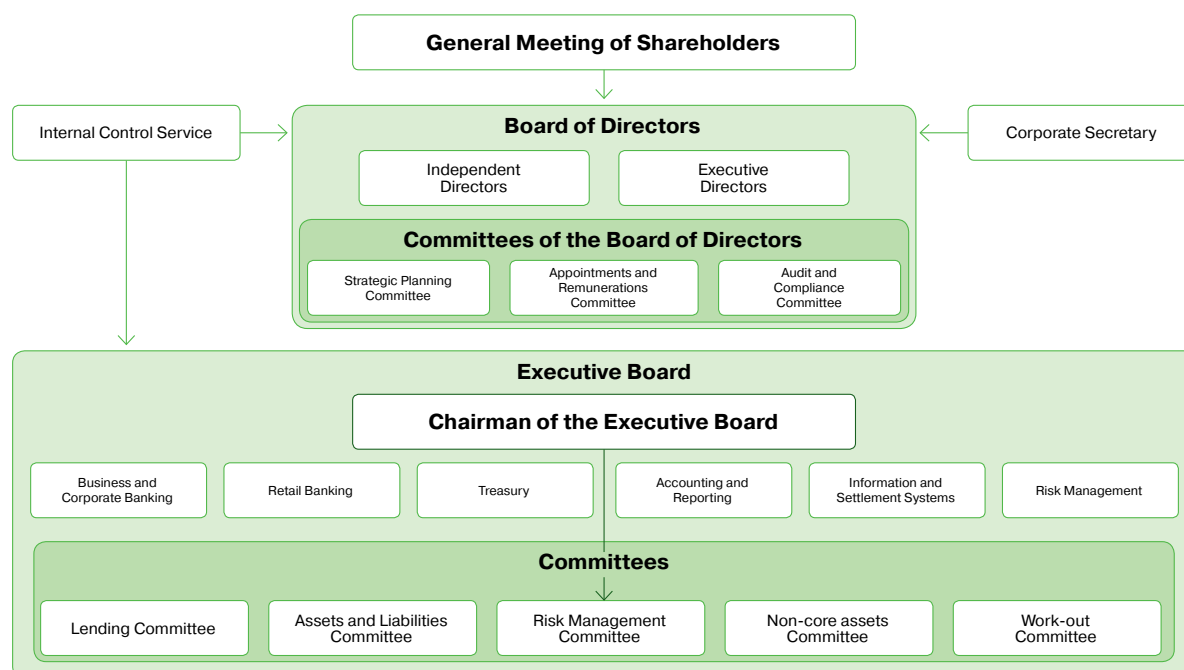 General Meeting of Shareholders
Internal Control Service
Board of Directors
Corporate Secretary
Independent
Directors
Executive
Directors
Committees of the Board of Directors
Strategic Planning
Committee
Appointments and
Remunerations
Committee
Audit and
Compliance
Committee
Executive Board
Chairman of the Executive Board
Business and
Corporate Banking
Retail Banking
Treasury
Accounting and
Reporting
Information and
Settlement Systems
Risk Management
Committees
Lending Committee
Assets and Liabilities
Committee
Risk Management
Committee
Non-core assets
Committee
Work-out
Committee